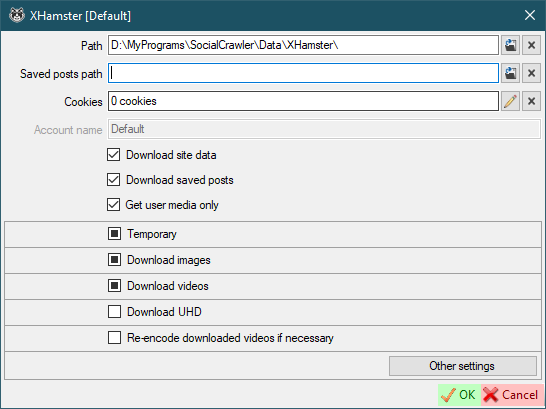 XHamster [Default]
Path D:\MyPrograms\SocialCrawler\Data\XHamster\
Saved posts path
Cookies 0 cookies
Account name Default
Download site data
Download saved posts
Get user media only
Temporary
Download images
Download videos
Download UHD
Re-encode downloaded videos if necessary
Other settings
OK Cancel